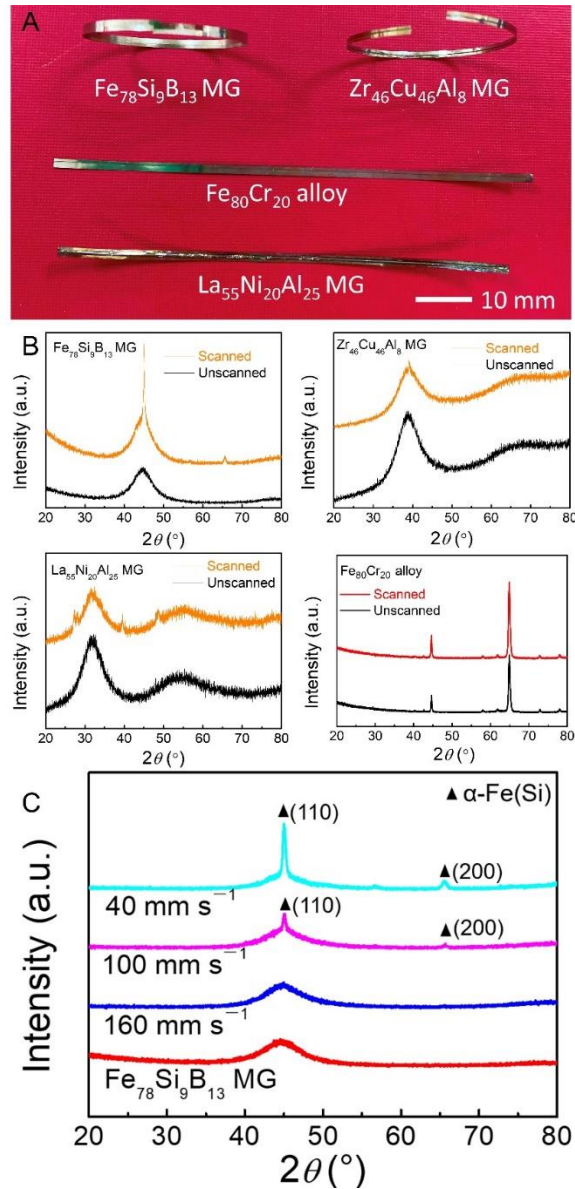 A
Fe₇₈Si₉B₁₃ MG
Zr₄₆Cu₄₆Al₈ MG
Fe₈₀Cr₂₀ alloy
La₅₅Ni₂₀Al₂₅ MG
10 mm
B
Fe₇₈Si₉B₁₃ MG
Scanned
Unscanned
Intensity (a.u.)
20 30 40 50 60 70 80
2θ (°)
Zr₄₆Cu₄₆Al₈ MG
Scanned
Unscanned
Intensity (a.u.)
20 30 40 50 60 70 80
2θ (°)
La₅₅Ni₂₀Al₂₅ MG
Scanned
Unscanned
Intensity (a.u.)
20 30 40 50 60 70 80
2θ (°)
Fe₈₀Cr₂₀ alloy
Scanned
Unscanned
Intensity (a.u.)
20 30 40 50 60 70 80
2θ (°)
C
▲ α-Fe(Si)
▲(110)
▲(200)
40 mm s⁻¹
▲(110)
▲(200)
100 mm s⁻¹
160 mm s⁻¹
Fe₇₈Si₉B₁₃ MG
Intensity (a.u.)
20 30 40 50 60 70 80
2θ (°)